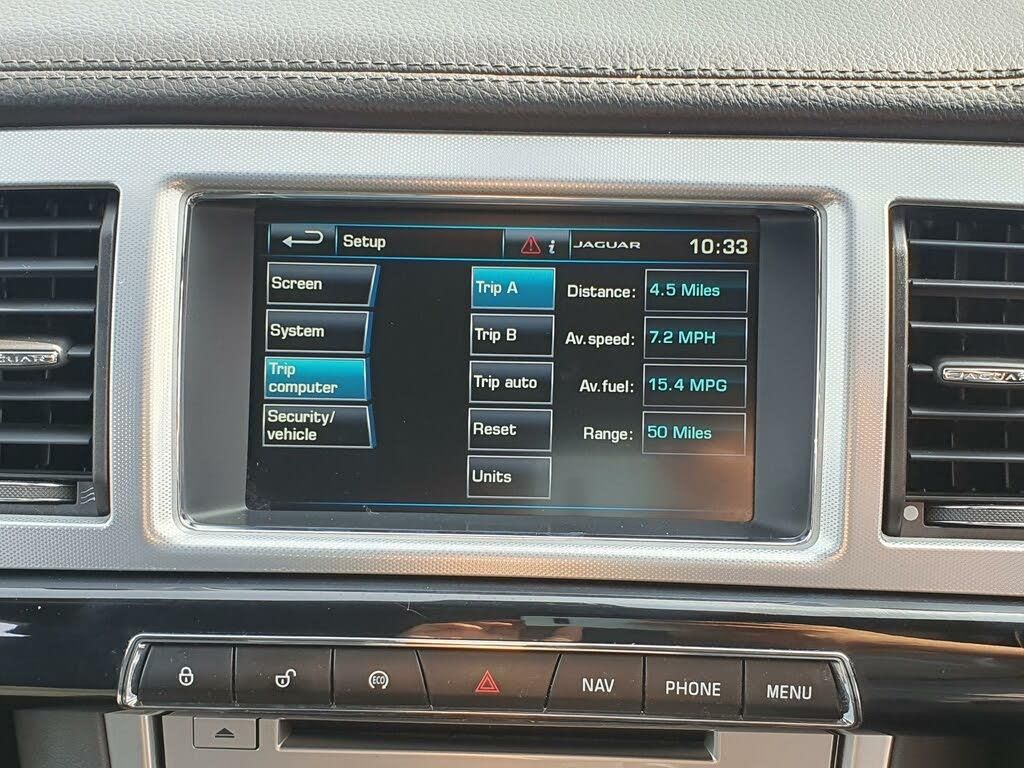 Setup
i
JAGUAR
10:33
Screen
Trip A
Distance:
4.5 Miles
System
Trip B
Av.speed:
7.2 MPH
Trip
computer
Trip auto
Av.fuel:
15.4 MPG
Security/
vehicle
Reset
Range:
50 Miles
Units
JAGUAR
JAGUAR
ECO
NAV
PHONE
MENU